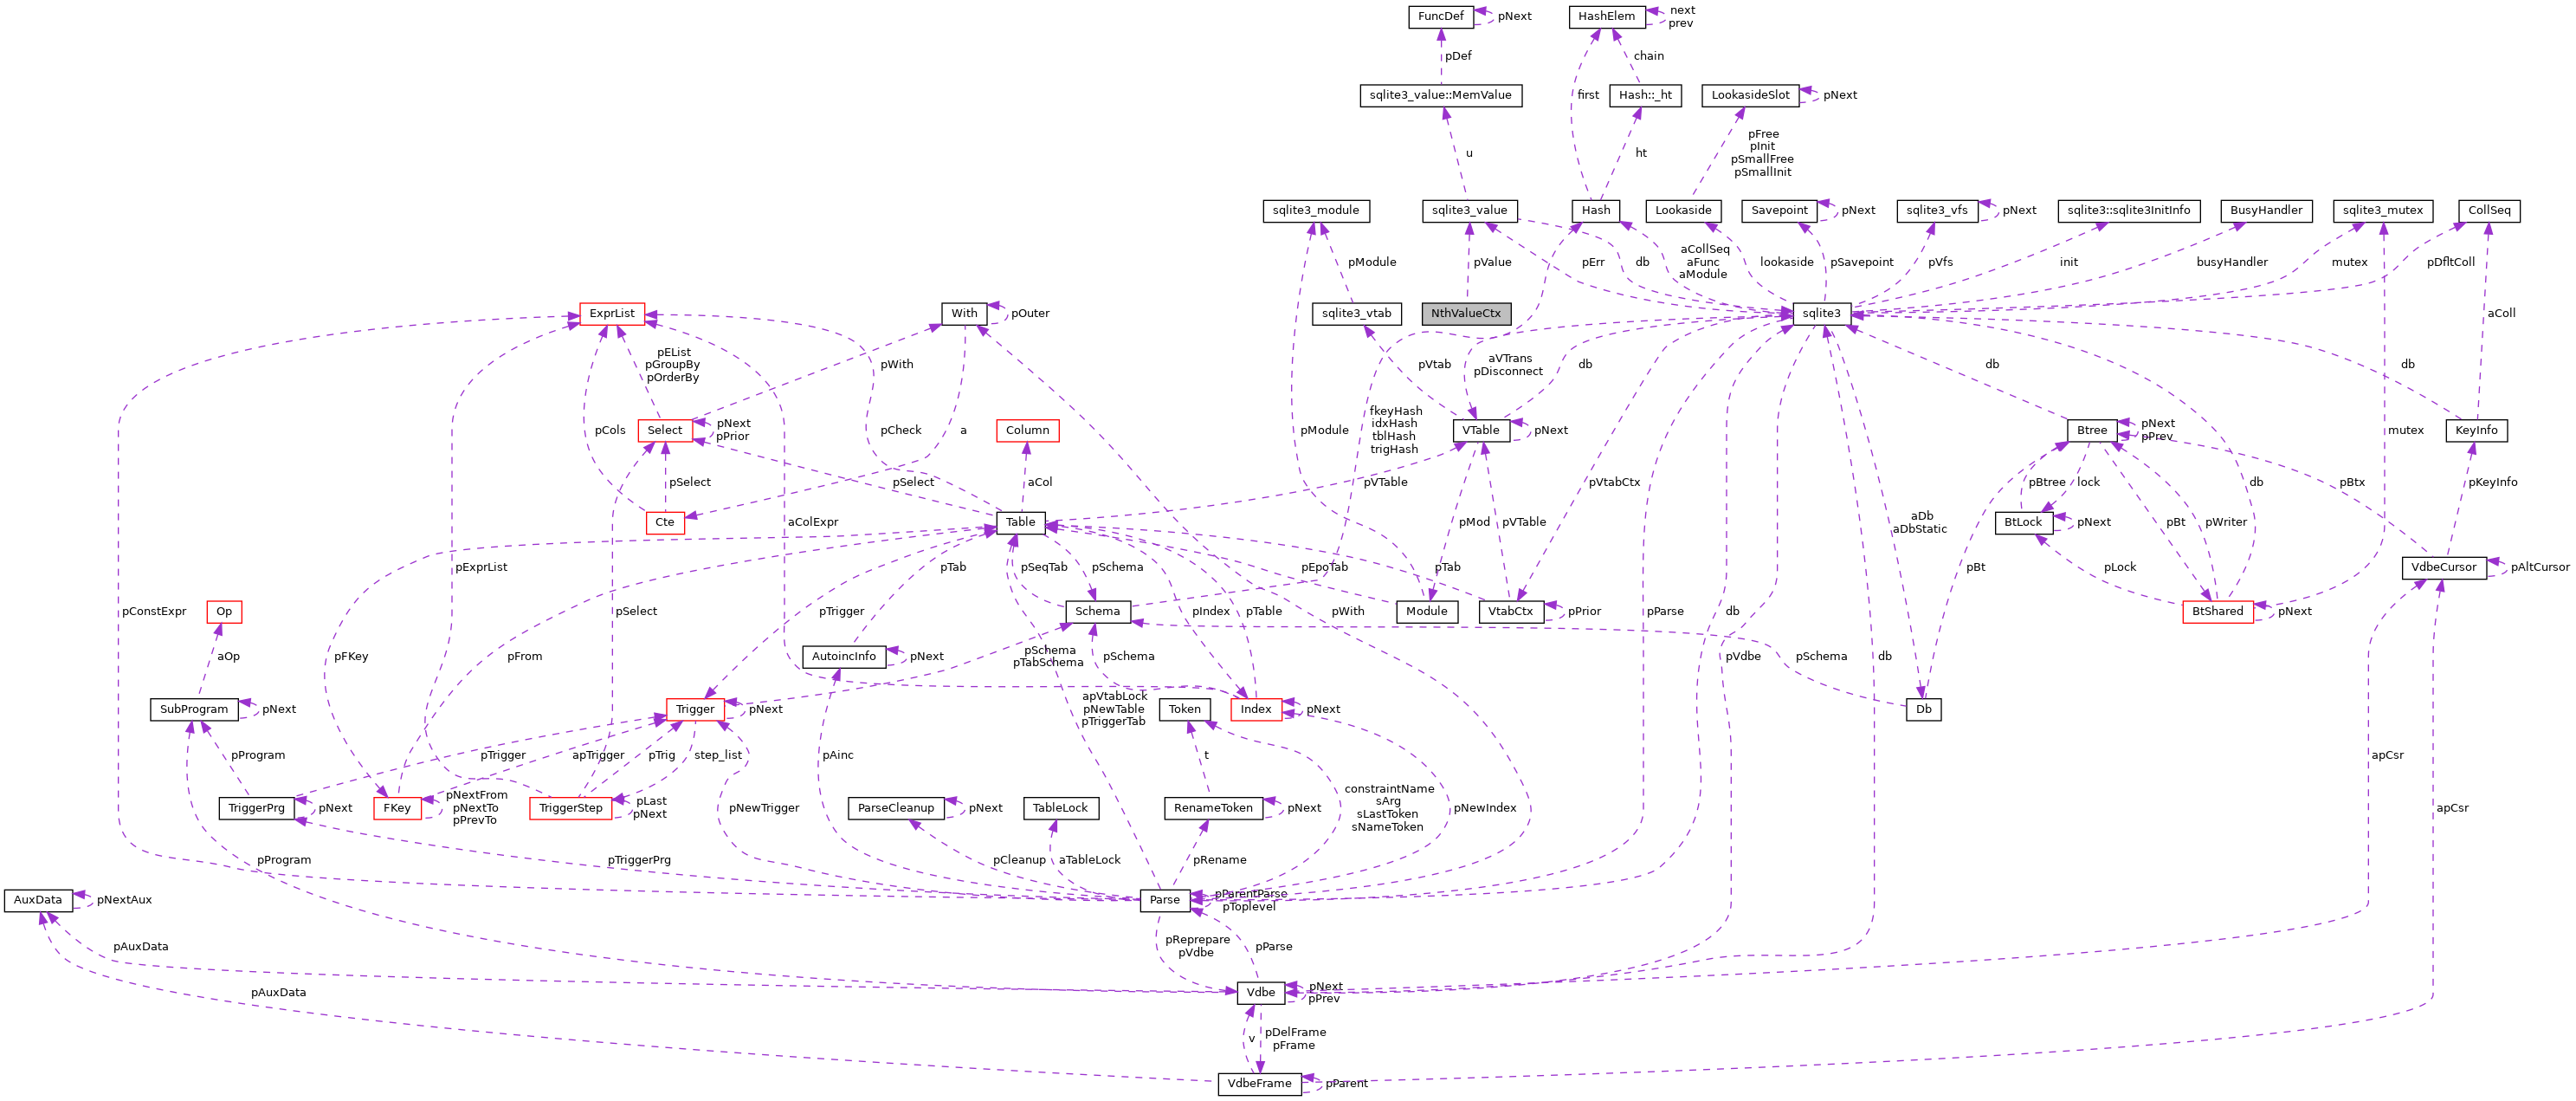 FuncDef
pNext
HashElem
next
prev
pDef
chain
sqlite3_value::MemValue
first
Hash::_ht
LookasideSlot
pNext
pFree
pInit
pSmallFree
pSmallInit
u
ht
sqlite3_module
sqlite3_value
Hash
Lookaside
Savepoint
pNext
sqlite3_vfs
pNext
sqlite3::sqlite3InitInfo
BusyHandler
sqlite3_mutex
CollSeq
pModule
pValue
pErr
db
aCollSeq
aFunc
aModule
lookaside
pSavepoint
pVfs
init
busyHandler
mutex
pDfltColl
ExprList
With
pOuter
sqlite3_vtab
NthValueCtx
sqlite3
aColl
pEList
pGroupBy
pOrderBy
pWith
pVtab
aVTrans
pDisconnect
db
db
db
pCols
Select
pNext
pPrior
pCheck
a
Column
pModule
fkeyHash
idxHash
tblHash
trigHash
VTable
pNext
Btree
pNext
pPrev
mutex
KeyInfo
pSelect
pSelect
aCol
pVTable
pVtabCtx
pBtree
lock
db
pBtx
pKeyInfo
Cte
aColExpr
Table
pMod
pVTable
aDb
aDbStatic
BtLock
pNext
pBt
pWriter
pExprList
pTab
pSeqTab
pSchema
pEpoTab
pTab
pBt
pLock
VdbeCursor
pAltCursor
pConstExpr
Op
pSelect
pTrigger
Schema
pIndex
pTable
pWith
Module
VtabCtx
pPrior
pParse
db
BtShared
pNext
aOp
pFKey
pFrom
AutoincInfo
pNext
pSchema
pTabSchema
pSchema
pVdbe
db
pSchema
SubProgram
pNext
Trigger
pNext
apVtabLock
pNewTable
pTriggerTab
Token
Index
pNext
Db
pProgram
pTrigger
apTrigger
pTrig
step_list
pAinc
t
apCsr
TriggerPrg
pNext
FKey
pNextFrom
pNextTo
pPrevTo
TriggerStep
pLast
pNext
pNewTrigger
ParseCleanup
pNext
TableLock
RenameToken
pNext
constraintName
sArg
sLastToken
sNameToken
pNewIndex
apCsr
pProgram
pTriggerPrg
pCleanup
aTableLock
pRename
AuxData
pNextAux
Parse
pParentParse
pToplevel
pAuxData
pReprepare
pVdbe
pParse
pAuxData
Vdbe
pNext
pPrev
v
pDelFrame
pFrame
VdbeFrame
pParent